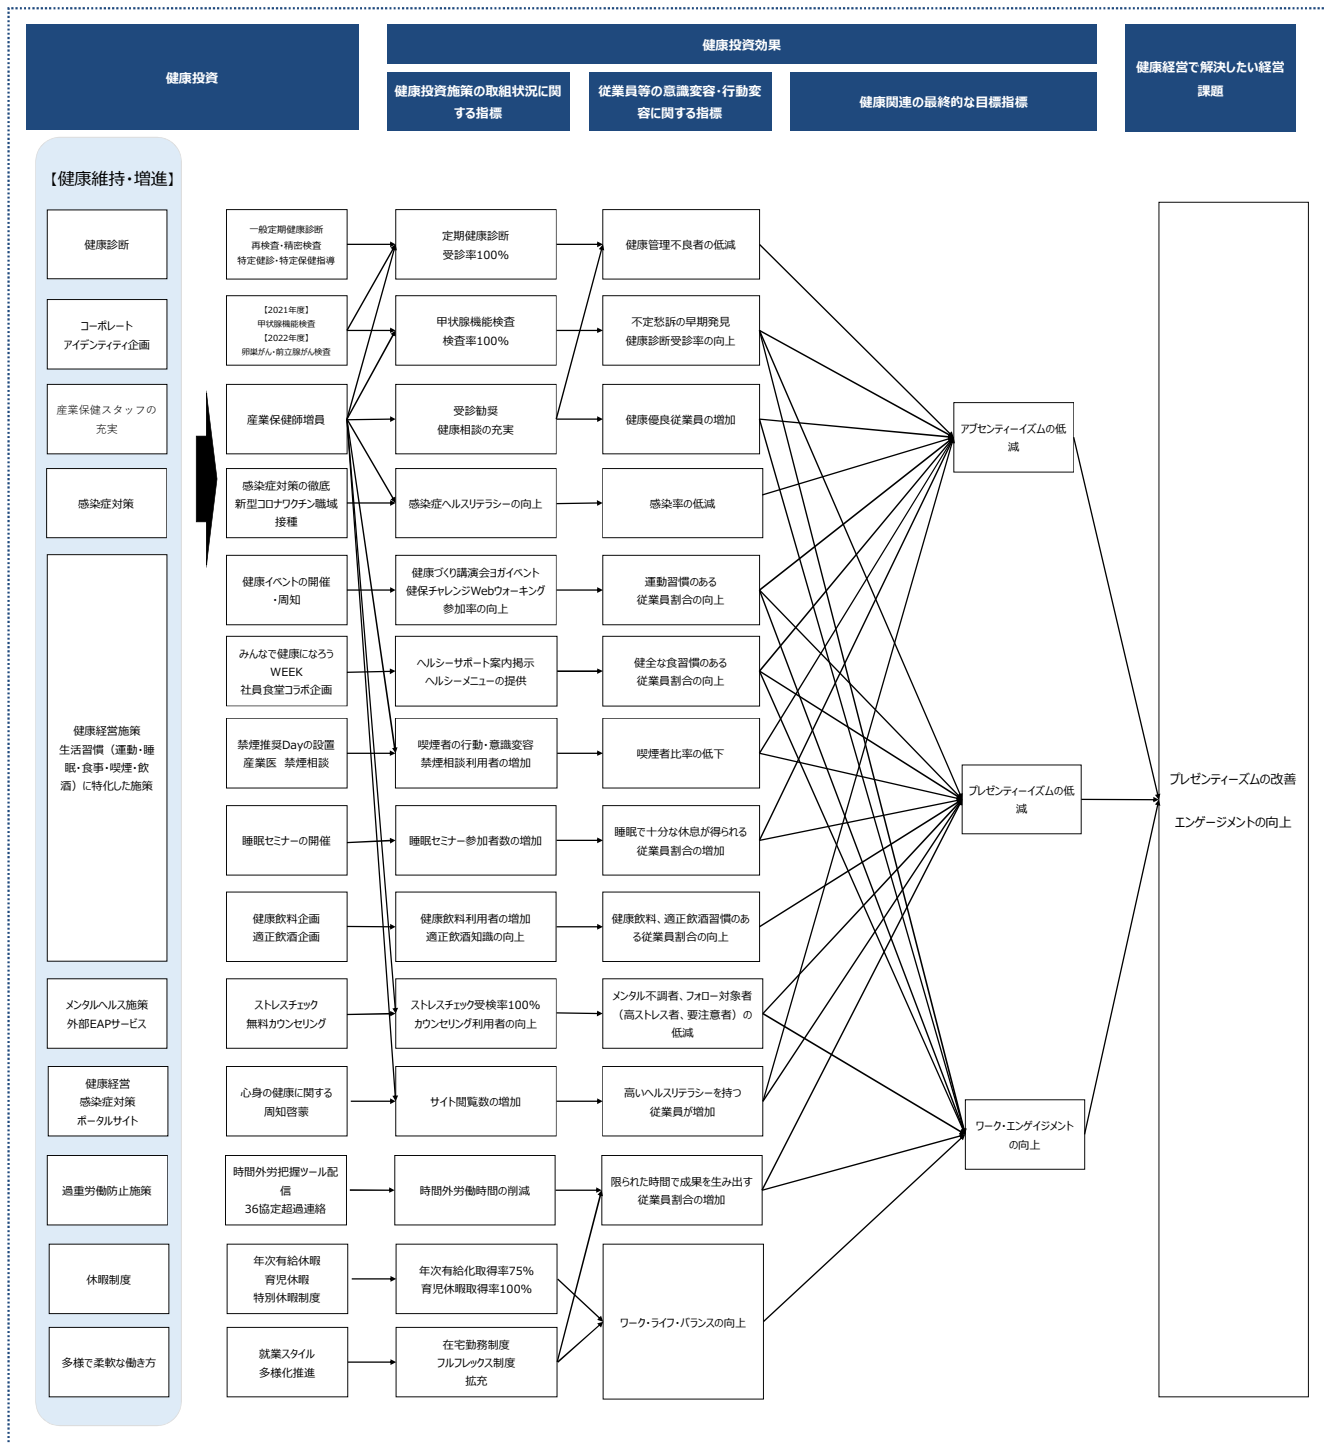 健康投資
健康投資効果
健康経営で解決したい経営
課題
健康投資施策の取組状況に関
する指標
従業員等の意識変容・行動変
容に関する指標
健康関連の最終的な目標指標
【健康維持・増進】
健康診断
コーポレート
アイデンティティ企画
産業保健スタッフの
充実
感染症対策
健康経営施策
生活習慣（運動・睡
眠・食事・喫煙・飲
酒）に特化した施策
メンタルヘルス施策
外部EAPサービス
健康経営
感染症対策
ポータルサイト
過重労働防止施策
休暇制度
多様で柔軟な働き方
一般定期健康診断
再検査・精密検査
特定健診・特定保健指導
【2021年度】
甲状腺機能検査
【2022年度】
卵巣がん・前立腺がん検査
産業保健師増員
感染症対策の徹底
新型コロナワクチン職域
接種
健康イベントの開催
・周知
みんなで健康になろう
WEEK
社員食堂コラボ企画
禁煙推奨Dayの設置
産業医　禁煙相談
睡眠セミナーの開催
健康飲料企画
適正飲酒企画
ストレスチェック
無料カウンセリング
心身の健康に関する
周知啓蒙
時間外労把握ツール配
信
36協定超過連絡
年次有給休暇
育児休暇
特別休暇制度
就業スタイル
多様化推進
定期健康診断
受診率100%
甲状腺機能検査
検査率100%
受診勧奨
健康相談の充実
感染症ヘルスリテラシーの向上
健康づくり講演会ヨガイベント
健保チャレンジWebウォーキング
参加率の向上
ヘルシーサポート案内掲示
ヘルシーメニューの提供
喫煙者の行動・意識変容
禁煙相談利用者の増加
睡眠セミナー参加者数の増加
健康飲料利用者の増加
適正飲酒知識の向上
ストレスチェック受検率100%
カウンセリング利用者の向上
サイト閲覧数の増加
時間外労働時間の削減
年次有給化取得率75%
育児休暇取得率100%
在宅勤務制度
フルフレックス制度
拡充
健康管理不良者の低減
不定愁訴の早期発見
健康診断受診率の向上
健康優良従業員の増加
感染率の低減
運動習慣のある
従業員割合の向上
健全な食習慣のある
従業員割合の向上
喫煙者比率の低下
睡眠で十分な休息が得られる
従業員割合の増加
健康飲料、適正飲酒習慣のあ
る従業員割合の向上
メンタル不調者、フォロー対象者
（高ストレス者、要注意者）の
低減
高いヘルスリテラシーを持つ
従業員が増加
限られた時間で成果を生み出す
従業員割合の増加
ワーク・ライフ・バランスの向上
アブセンティーイズムの低
減
プレゼンティーイズムの低
減
ワーク・エンゲイジメント
の向上
プレゼンティーズムの改善
エンゲージメントの向上